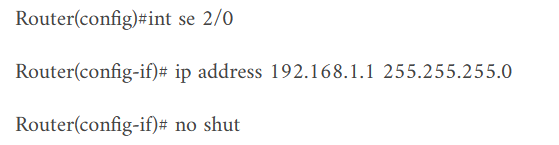 Router(config)#int se 2/0
Router(config-if)# ip address 192.168.1.1 255.255.255.0
Router(config-if)# no shut